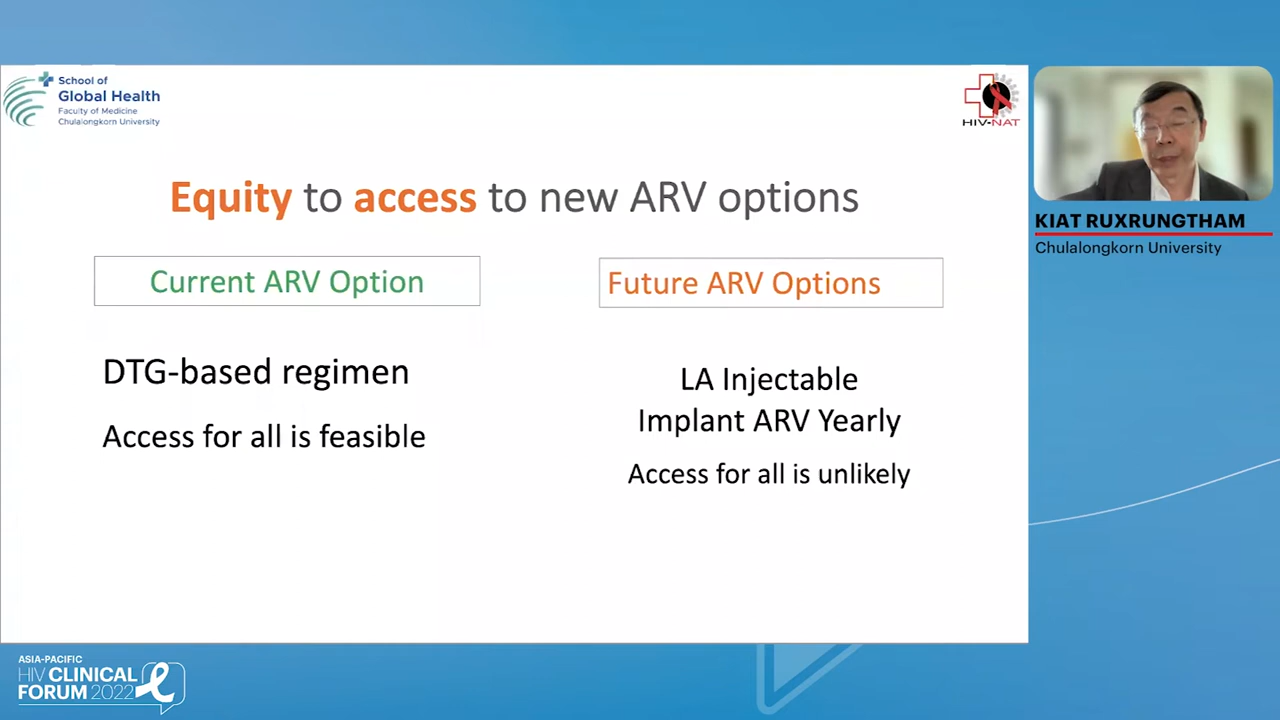 School of
Global Health
Faculty of Medicine
Chulalongkorn University
HIV-NAT
Equity to access to new ARV options
Current ARV Option
DTG-based regimen
Access for all is feasible
Future ARV Options
LA Injectable
Implant ARV Yearly
Access for all is unlikely
KIAT RUXRUNGTHAM
Chulalongkorn University
ASIA-PACIFIC
HIV CLINICAL
FORUM 2022